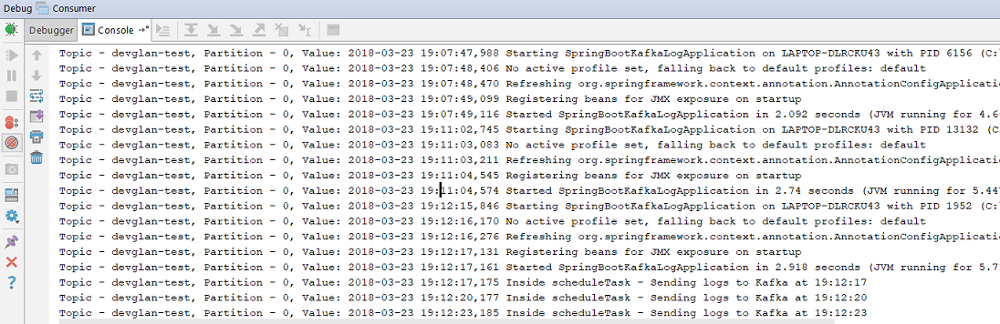 Debug Consumer
Debugger Console
Topic - devglan-test, Partition - 0, Value: 2018-03-23 19:07:47,988 Starting SpringBootKafkaLogApplication on LAPTOP-DLRCKU43 with PID 6156 (C:
Topic - devglan-test, Partition - 0, Value: 2018-03-23 19:07:48,406 No active profile set, falling back to default profiles: default
Topic - devglan-test, Partition - 0, Value: 2018-03-23 19:07:48,470 Refreshing org.springframework.context.annotation.AnnotationConfigApplicati
Topic - devglan-test, Partition - 0, Value: 2018-03-23 19:07:49,099 Registering beans for JMX exposure on startup
Topic - devglan-test, Partition - 0, Value: 2018-03-23 19:07:49,116 Started SpringBootKafkaLogApplication in 2.092 seconds (JVM running for 4.6
Topic - devglan-test, Partition - 0, Value: 2018-03-23 19:11:02,745 Starting SpringBootKafkaLogApplication on LAPTOP-DLRCKU43 with PID 13132 (C
Topic - devglan-test, Partition - 0, Value: 2018-03-23 19:11:03,083 No active profile set, falling back to default profiles: default
Topic - devglan-test, Partition - 0, Value: 2018-03-23 19:11:03,211 Refreshing org.springframework.context.annotation.AnnotationConfigApplicati
Topic - devglan-test, Partition - 0, Value: 2018-03-23 19:11:04,545 Registering beans for JMX exposure on startup
Topic - devglan-test, Partition - 0, Value: 2018-03-23 19:11:04,574 Started SpringBootKafkaLogApplication in 2.74 seconds (JVM running for 5.447
Topic - devglan-test, Partition - 0, Value: 2018-03-23 19:12:15,846 Starting SpringBootKafkaLogApplication on LAPTOP-DLRCKU43 with PID 1952 (C:
Topic - devglan-test, Partition - 0, Value: 2018-03-23 19:12:16,170 No active profile set, falling back to default profiles: default
Topic - devglan-test, Partition - 0, Value: 2018-03-23 19:12:16,276 Refreshing org.springframework.context.annotation.AnnotationConfigApplicati
Topic - devglan-test, Partition - 0, Value: 2018-03-23 19:12:17,131 Registering beans for JMX exposure on startup
Topic - devglan-test, Partition - 0, Value: 2018-03-23 19:12:17,161 Started SpringBootKafkaLogApplication in 2.918 seconds (JVM running for 5.7
Topic - devglan-test, Partition - 0, Value: 2018-03-23 19:12:17,175 Inside scheduleTask - Sending logs to Kafka at 19:12:17
Topic - devglan-test, Partition - 0, Value: 2018-03-23 19:12:20,177 Inside scheduleTask - Sending logs to Kafka at 19:12:20
Topic - devglan-test, Partition - 0, Value: 2018-03-23 19:12:23,185 Inside scheduleTask - Sending logs to Kafka at 19:12:23